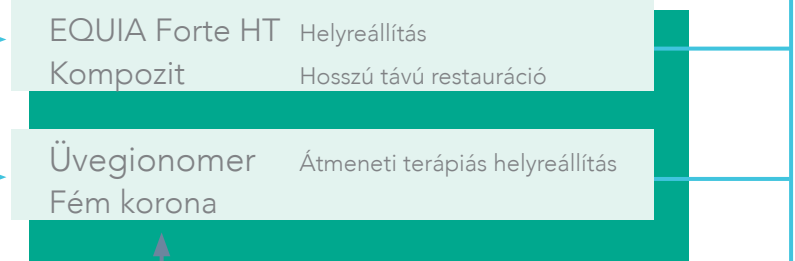 EQUIA Forte HT Helyreállítás
Kompozit Hosszú távú restauráció
Üvegionomer Átmeneti terápiás helyreállítás
Fém korona